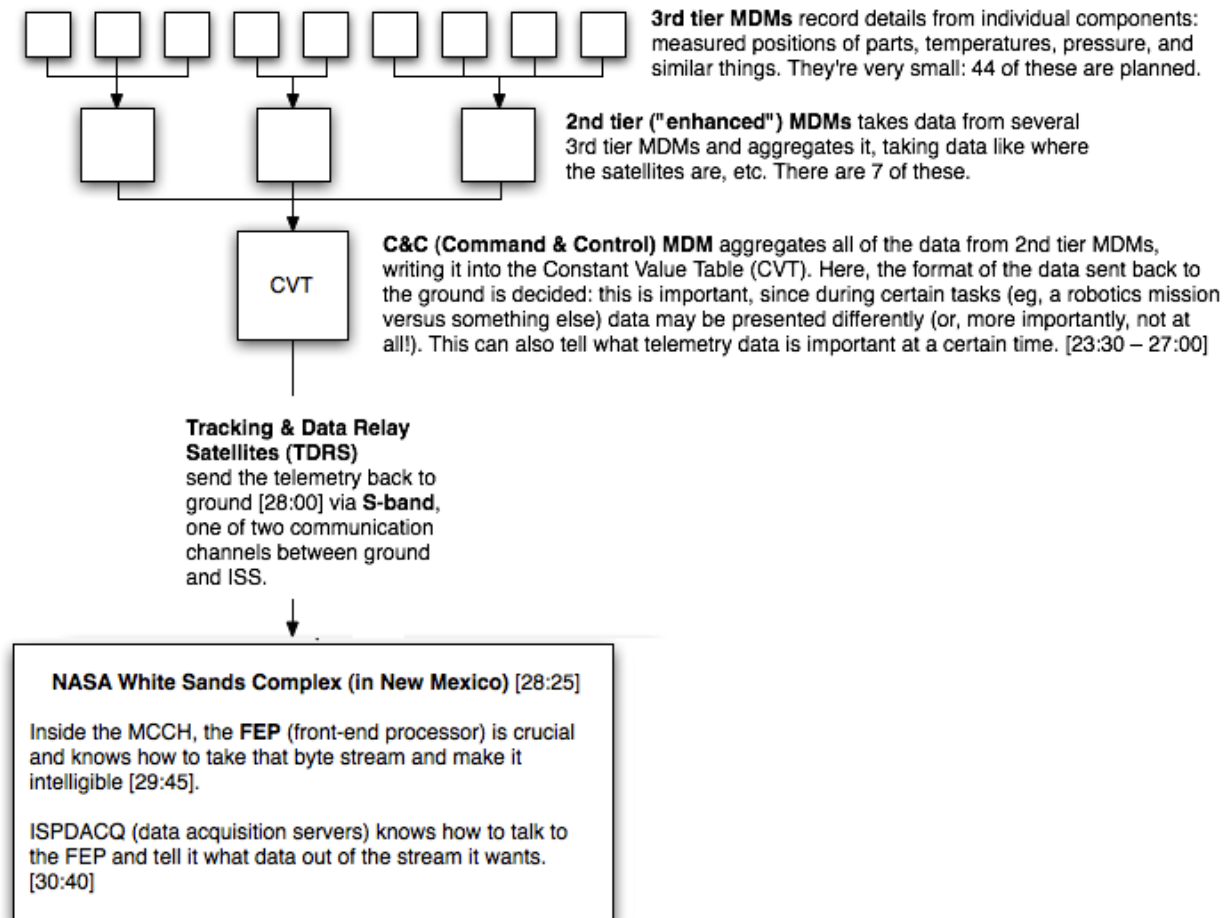 3rd tier MDMs record details from individual components:
measured positions of parts, temperatures, pressure, and
similar things. They're very small: 44 of these are planned.
2nd tier ("enhanced") MDMs takes data from several
3rd tier MDMs and aggregates it, taking data like where
the satellites are, etc. There are 7 of these.
C&C (Command & Control) MDM aggregates all of the data from 2nd tier MDMs,
writing it into the Constant Value Table (CVT). Here, the format of the data sent back to
the ground is decided: this is important, since during certain tasks (eg, a robotics mission
versus something else) data may be presented differently (or, more importantly, not at
all!). This can also tell what telemetry data is important at a certain time. [23:30 – 27:00]
CVT
Tracking & Data Relay
Satellites (TDRS)
send the telemetry back to
ground [28:00] via S-band,
one of two communication
channels between ground
and ISS.
NASA White Sands Complex (in New Mexico) [28:25]
Inside the MCCH, the FEP (front-end processor) is crucial
and knows how to take that byte stream and make it
intelligible [29:45].
ISPDACQ (data acquisition servers) knows how to talk to
the FEP and tell it what data out of the stream it wants.
[30:40]